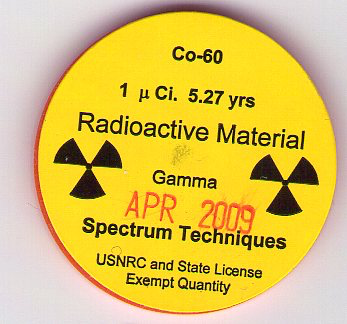 Co-60
1 μ Ci. 5.27 yrs
Radioactive Material
Gamma
APR 2009
Spectrum Techniques
USNRC and State License
Exempt Quantity